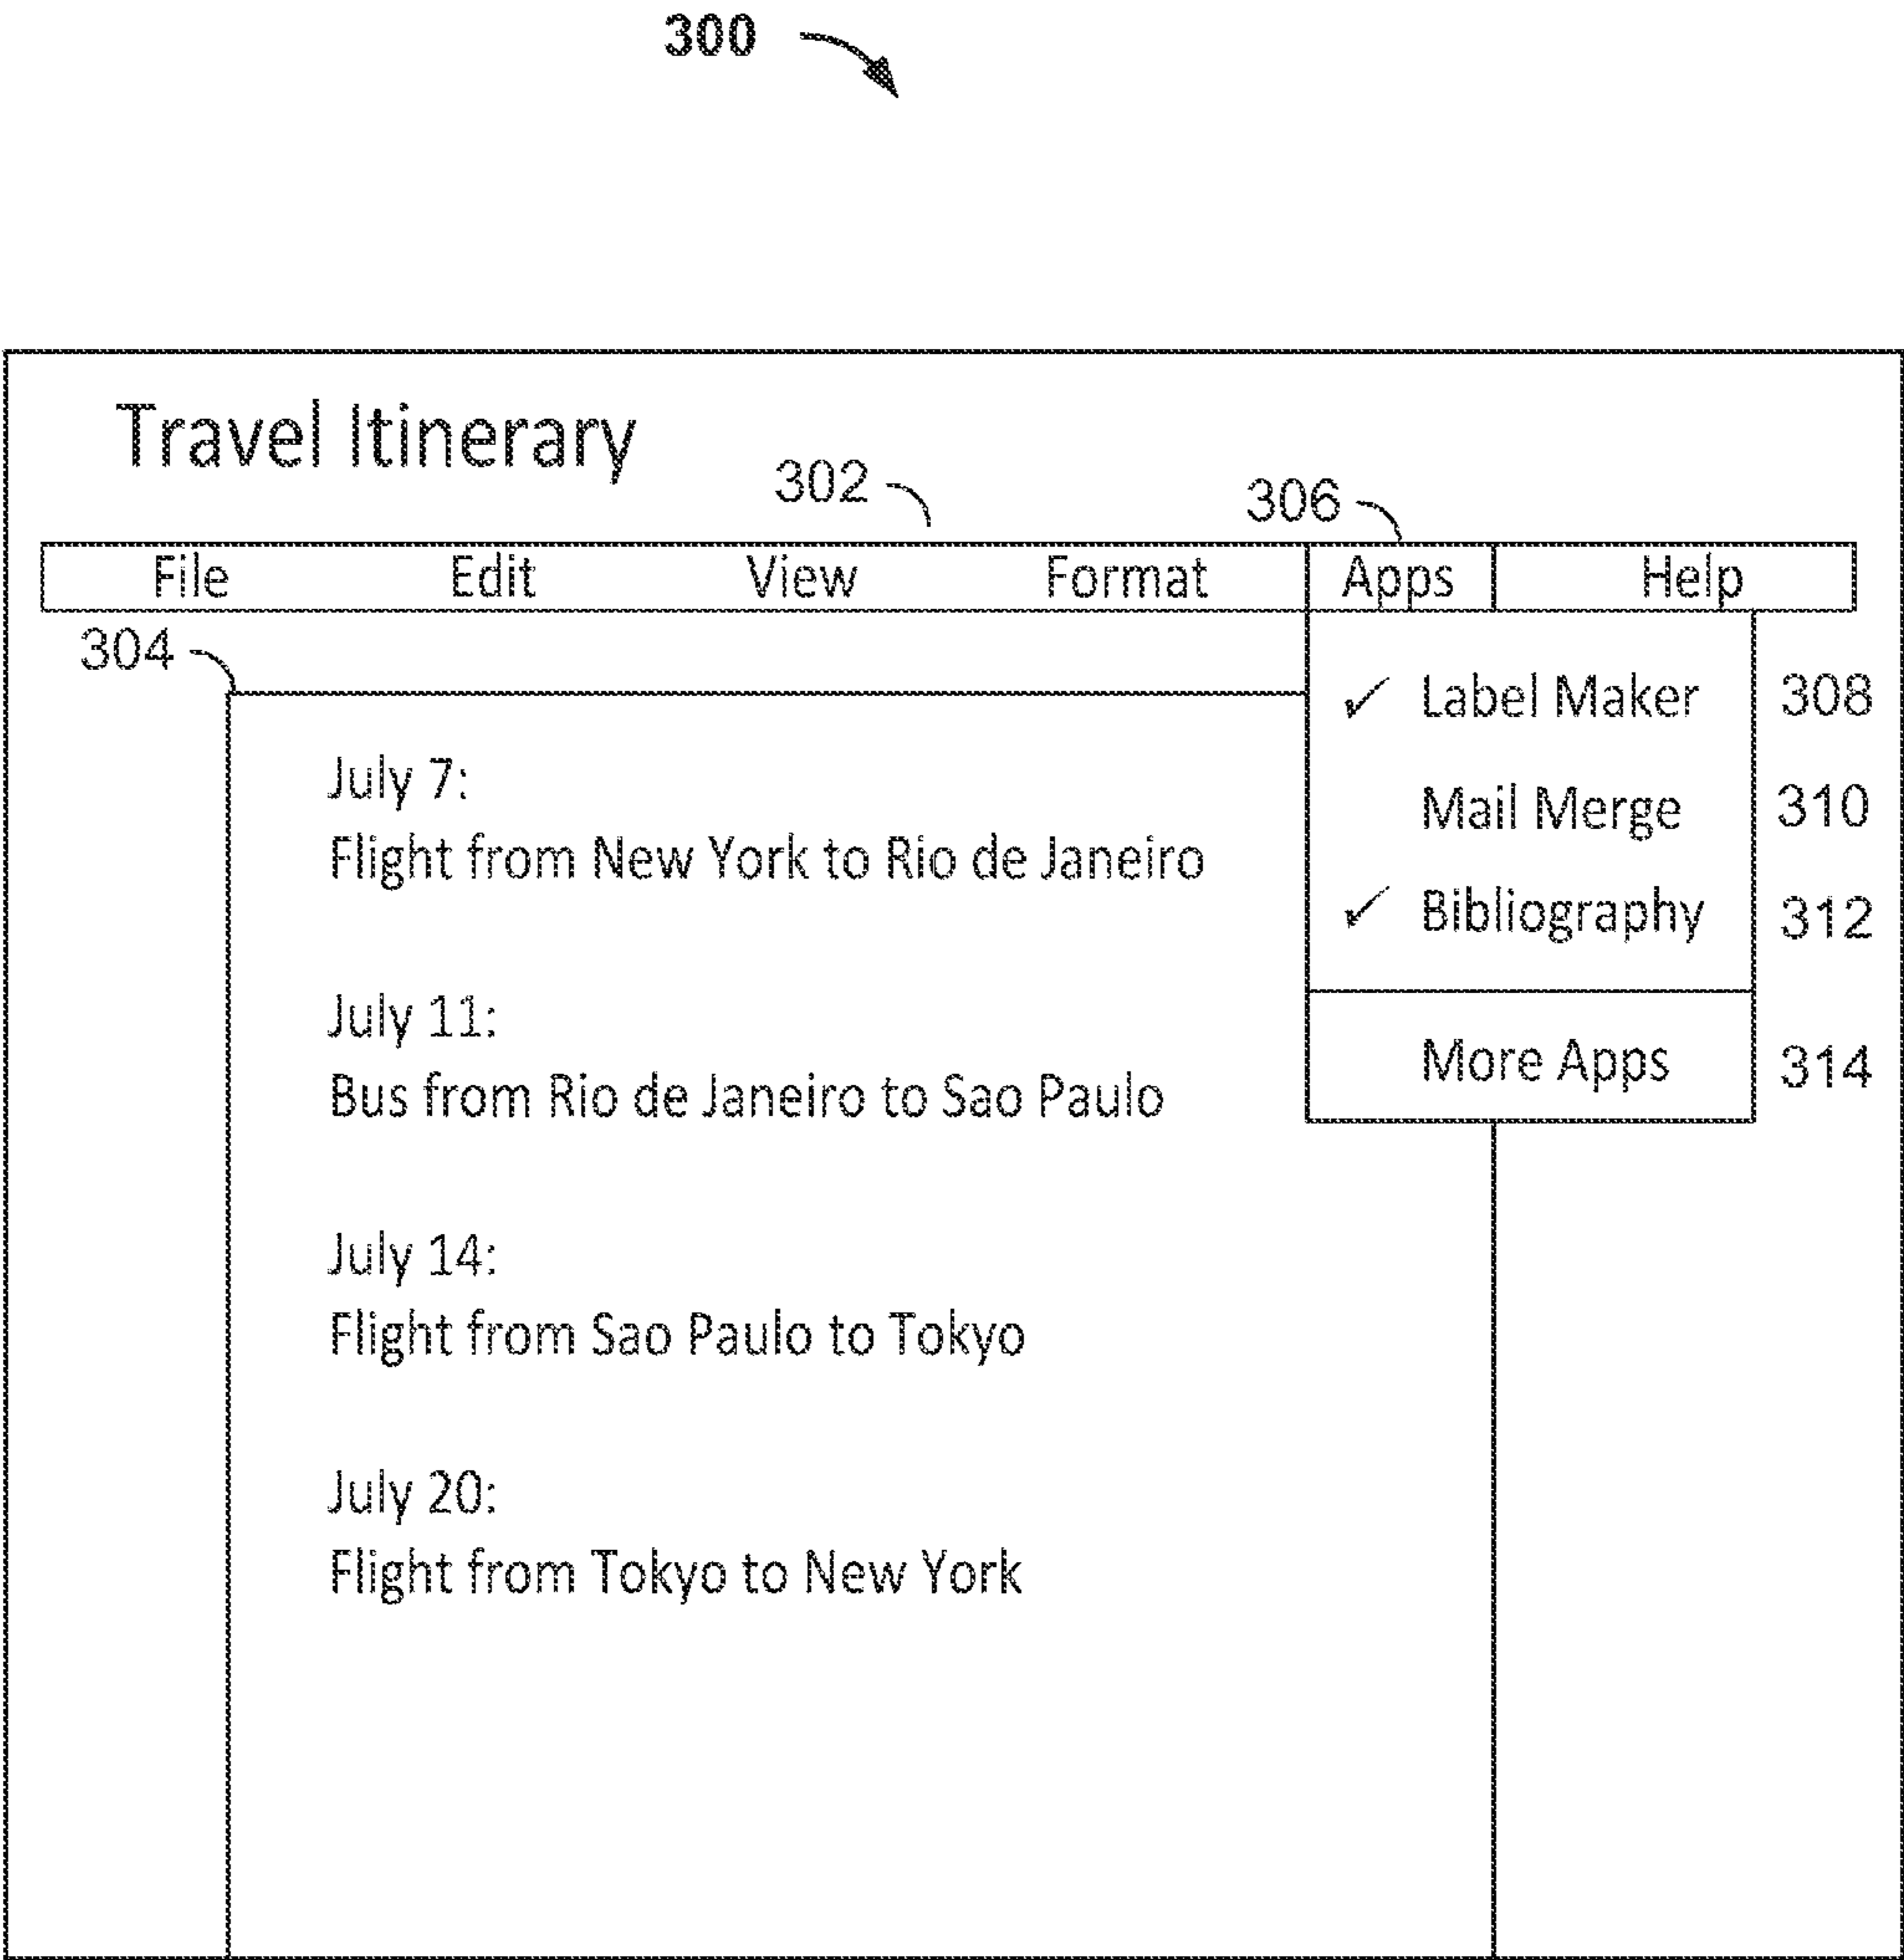 300
Travel Itinerary
302
306
File Edit View Format Apps Help
304
✓ Label Maker 308
Mail Merge 310
✓ Bibliography 312
More Apps 314
July 7:
Flight from New York to Rio de Janeiro
July 11:
Bus from Rio de Janeiro to Sao Paulo
July 14:
Flight from Sao Paulo to Tokyo
July 20:
Flight from Tokyo to New York